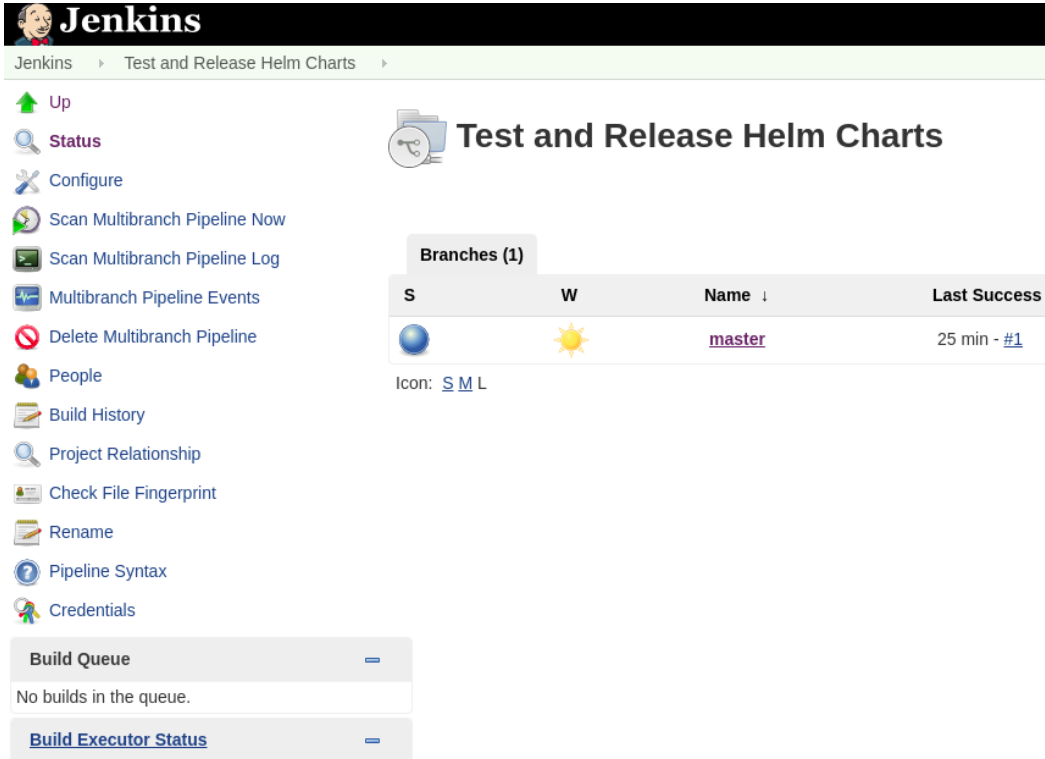 Jenkins
Jenkins Test and Release Helm Charts
Up
Status
Configure
Scan Multibranch Pipeline Now
Scan Multibranch Pipeline Log
Multibranch Pipeline Events
Delete Multibranch Pipeline
People
Build History
Project Relationship
Check File Fingerprint
Rename
Pipeline Syntax
Credentials
Build Queue
No builds in the queue.
Build Executor Status
Test and Release Helm Charts
Branches (1)
S W Name ↓ Last Success
master 25 min - #1
Icon: S M L